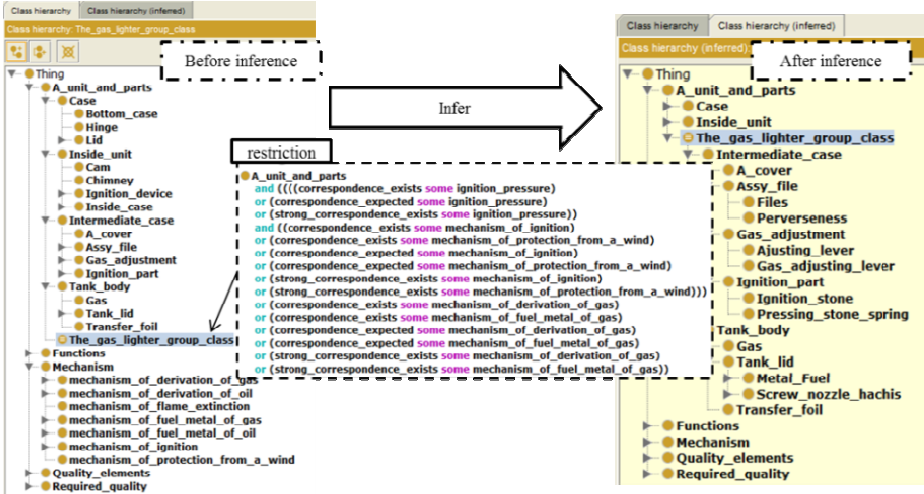 Class hierarchy
Class hierarchy (inferred)
Class hierarchy: The_gas_lighter_group_class
Before inference
Thing
A_unit_and_parts
Case
Bottom_case
Hinge
Lid
Inside_unit
Cam
Chimney
Ignition_device
Inside_case
Intermediate_case
A_cover
Assy_file
Gas_adjustment
Ignition_part
Tank_body
Gas
Tank_lid
Transfer_foil
The_gas_lighter_group_class
Functions
Mechanism
mechanism_of_derivation_of_gas
mechanism_of_derivation_of_oil
mechanism_of_flame_extinction
mechanism_of_fuel_metal_of_gas
mechanism_of_fuel_metal_of_oil
mechanism_of_ignition
mechanism_of_protection_from_a_wind
Quality_elements
Required_quality
Infer
restriction
A_unit_and_parts
and ((((correspondence_exists some ignition_pressure)
or (correspondence_expected some ignition_pressure)
or (strong_correspondence_exists some ignition_pressure))
and ((correspondence_exists some mechanism_of_ignition)
or (correspondence_exists some mechanism_of_protection_from_a_wind)
or (correspondence_expected some mechanism_of_ignition)
or (correspondence_expected some mechanism_of_protection_from_a_wind)
or (strong_correspondence_exists some mechanism_of_ignition)
or (strong_correspondence_exists some mechanism_of_protection_from_a_wind)))
or (correspondence_exists some mechanism_of_derivation_of_gas)
or (correspondence_exists some mechanism_of_fuel_metal_of_gas)
or (correspondence_expected some mechanism_of_derivation_of_gas)
or (correspondence_expected some mechanism_of_fuel_metal_of_gas)
or (strong_correspondence_exists some mechanism_of_derivation_of_gas)
or (strong_correspondence_exists some mechanism_of_fuel_metal_of_gas))
Class hierarchy
Class hierarchy (inferred)
Class hierarchy (inferred):
After inference
Thing
A_unit_and_parts
Case
Inside_unit
The_gas_lighter_group_class
Intermediate_case
A_cover
Assy_file
Files
Perverseness
Gas_adjustment
Ajusting_lever
Gas_adjusting_lever
Ignition_part
Ignition_stone
Pressing_stone_spring
Tank_body
Gas
Tank_lid
Metal_Fuel
Screw_nozzle_hachis
Transfer_foil
Functions
Mechanism
Quality_elements
Required_quality